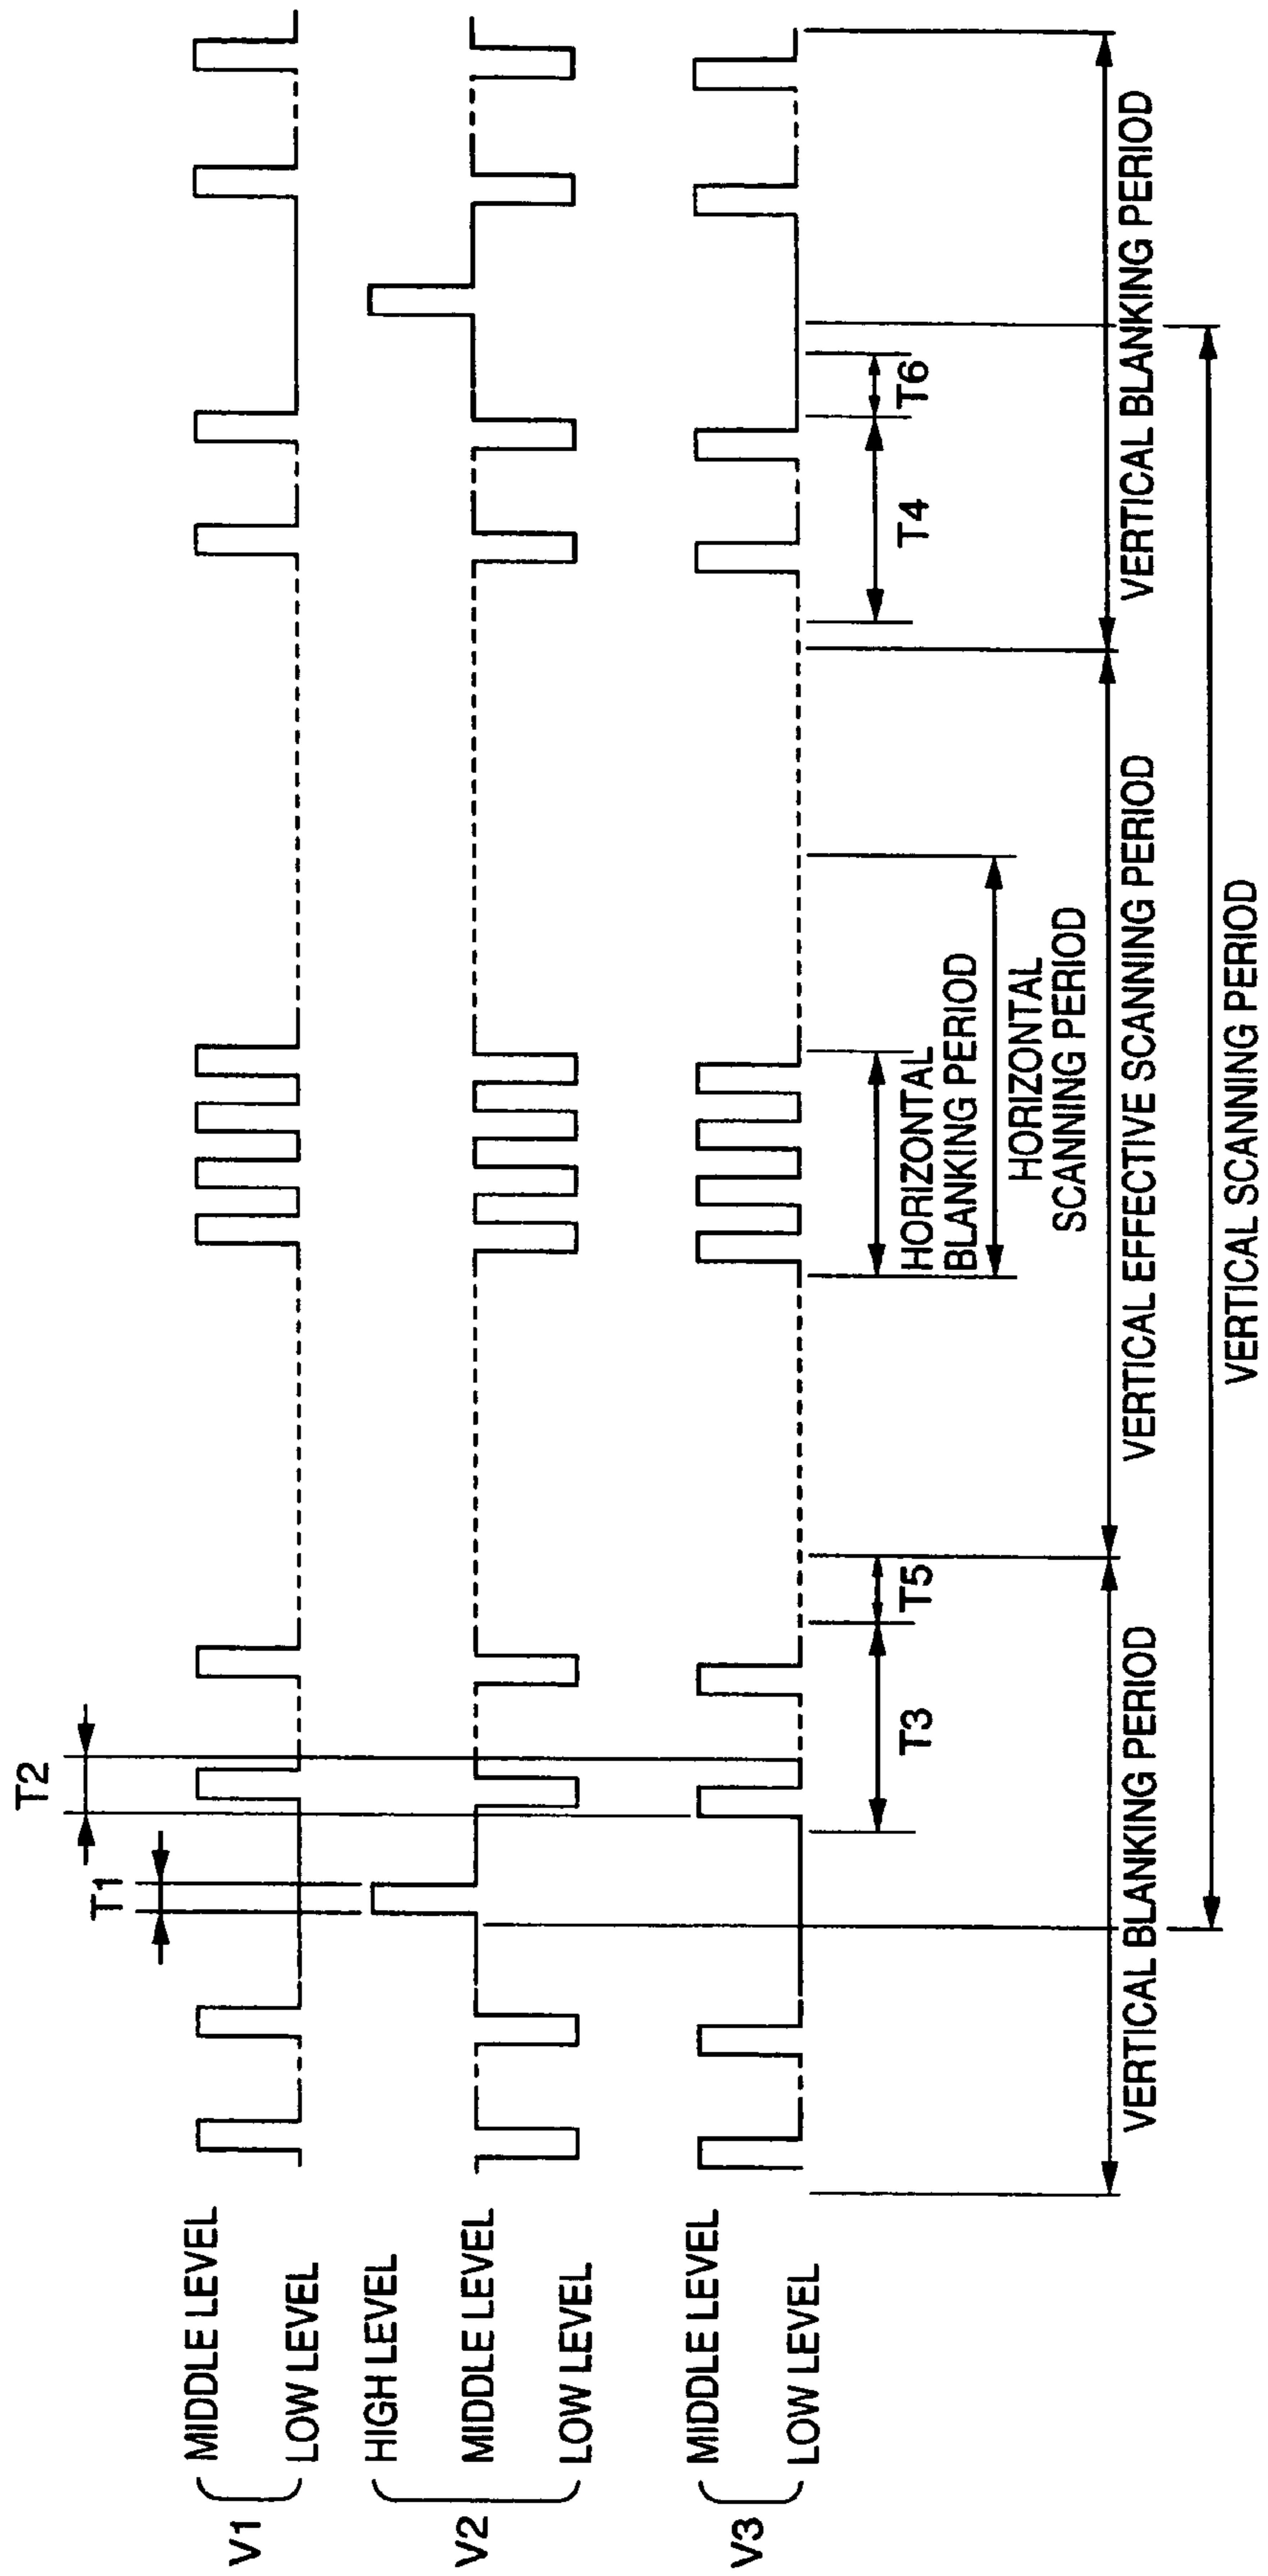 T2
T1
V1
MIDDLE LEVEL
LOW LEVEL
V2
HIGH LEVEL
MIDDLE LEVEL
LOW LEVEL
V3
MIDDLE LEVEL
LOW LEVEL
T3
T5
HORIZONTAL
BLANKING PERIOD
HORIZONTAL
SCANNING PERIOD
T4
T6
VERTICAL BLANKING PERIOD
VERTICAL EFFECTIVE SCANNING PERIOD
VERTICAL BLANKING PERIOD
VERTICAL SCANNING PERIOD